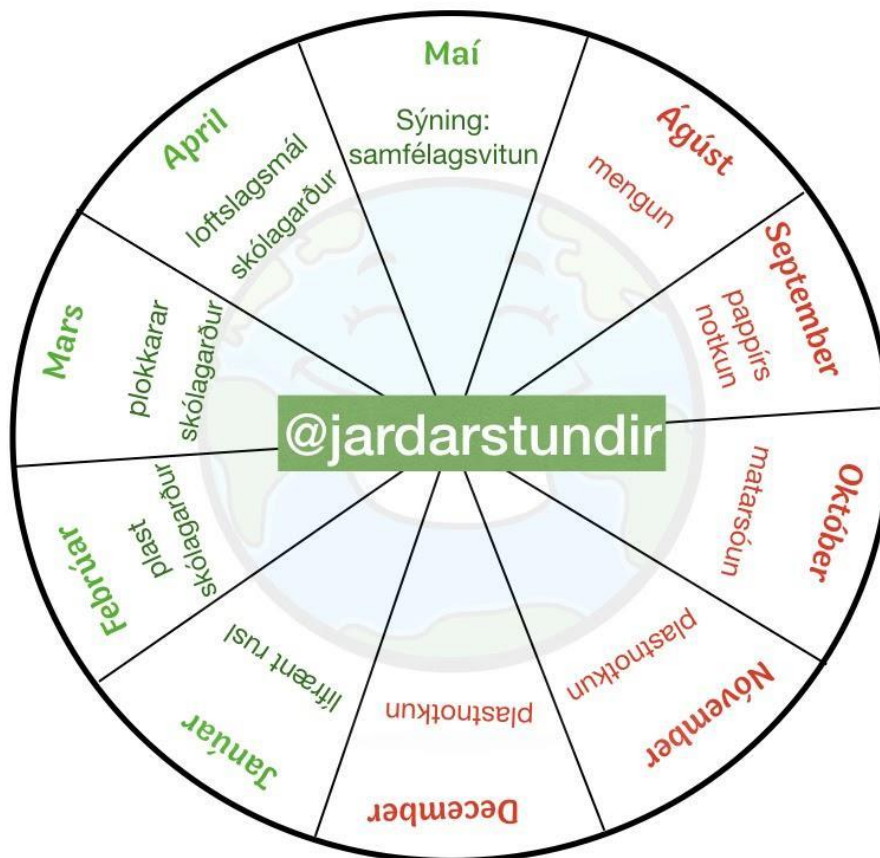 Maí
Sýning:
samfélagsvitun
Ágúst
mengun
September
pappírs
notkun
Október
matarsóun
Nóvember
plastnotkun
December
plastnotkun
Janúar
lífrænt rusl
Febrúar
plast
skólagarður
Mars
plokkarar
skólagarður
April
loftslagsmál
skólagarður
@jardarstundir